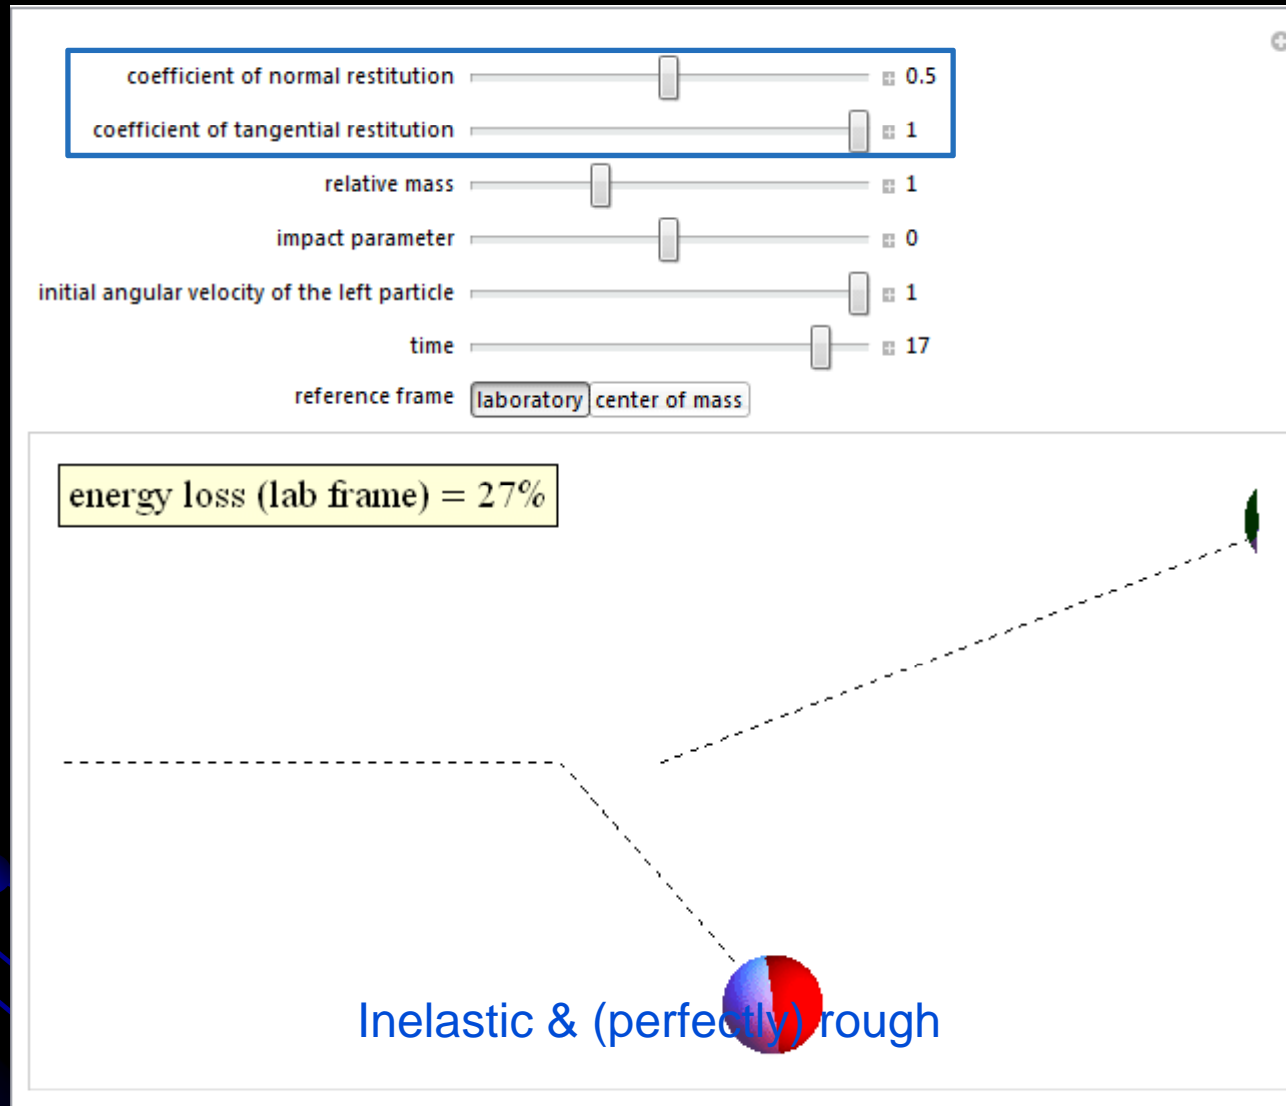 coefficient of normal restitution 0.5
coefficient of tangential restitution 1
relative mass 1
impact parameter 0
initial angular velocity of the left particle 1
time 17
reference frame laboratory center of mass
energy loss (lab frame) = 27%
Inelastic & (perfectly) rough